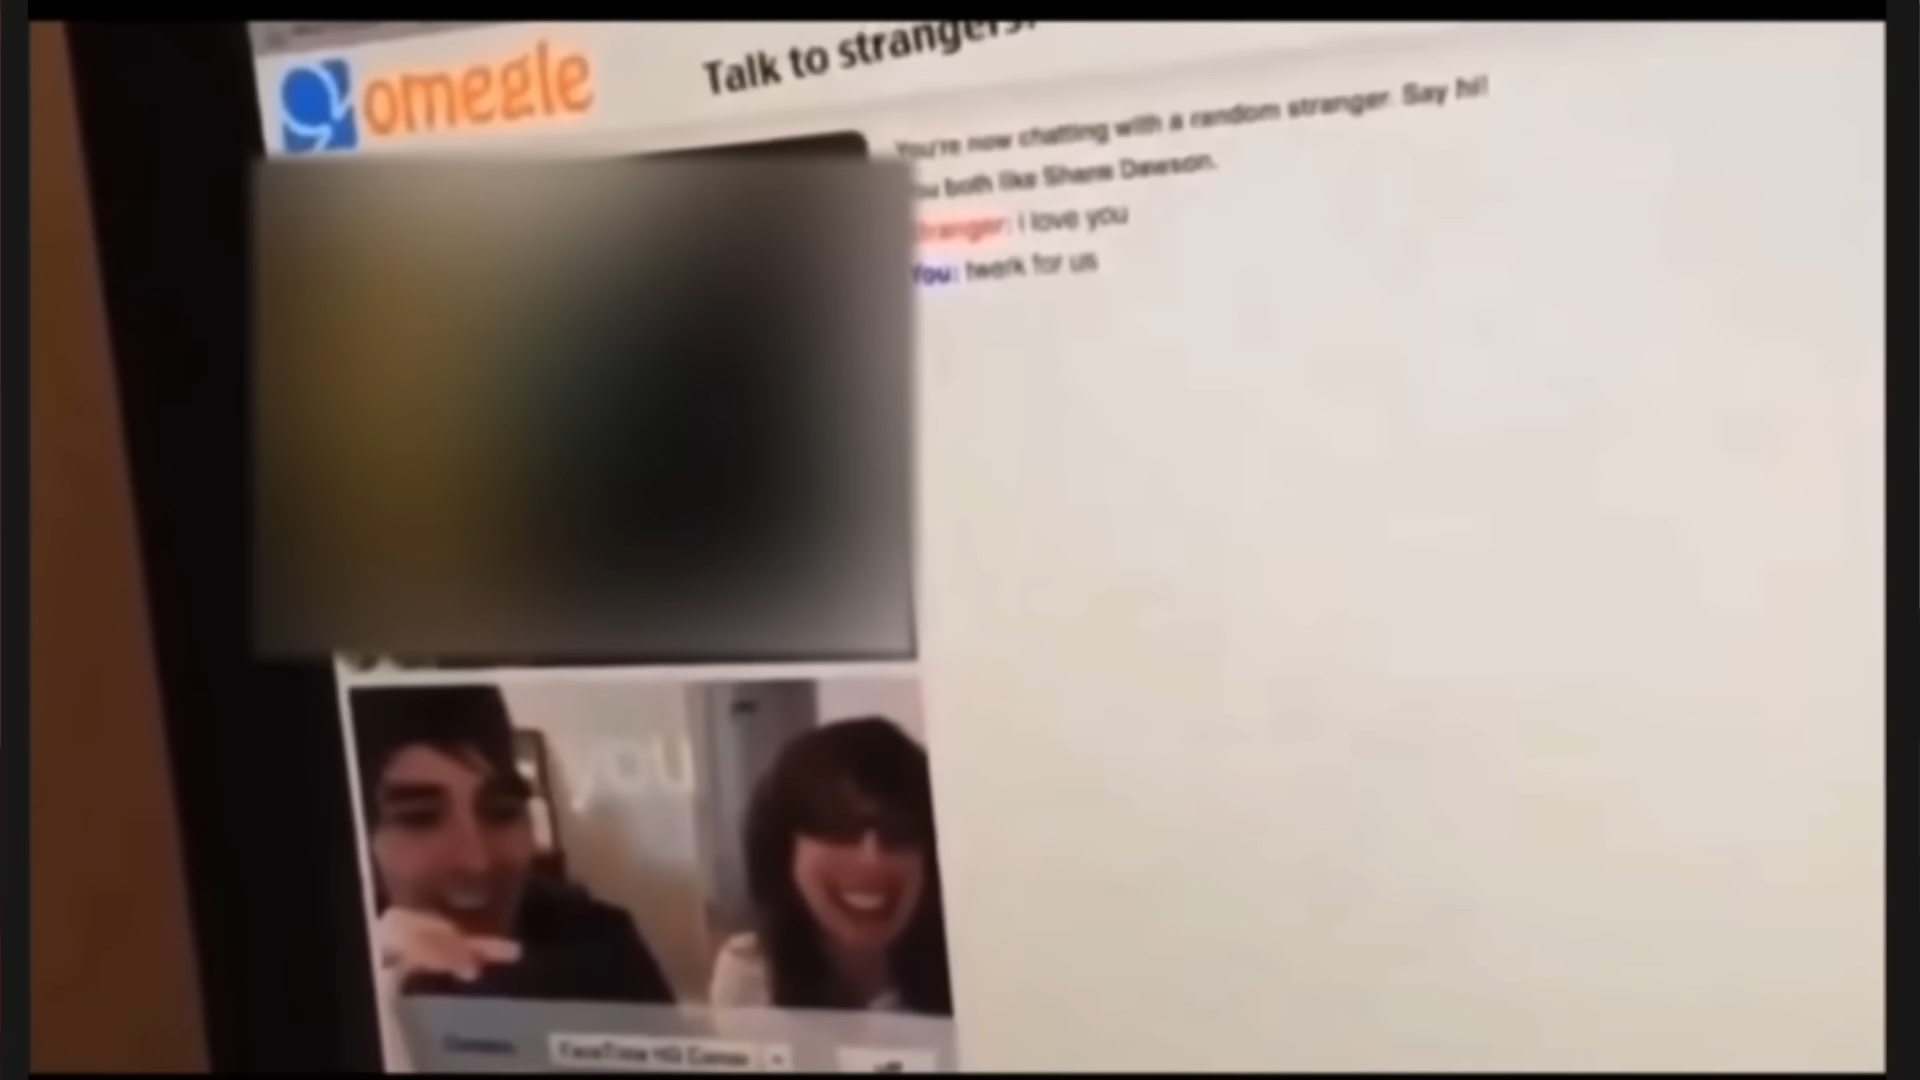 omegle
Talk to strangers!
You're now chatting with a random stranger. Say hi!
You both like Shane Dawson.
Stranger: i love you
You: twerk for us
you
Camera: FaceTime HD Camer